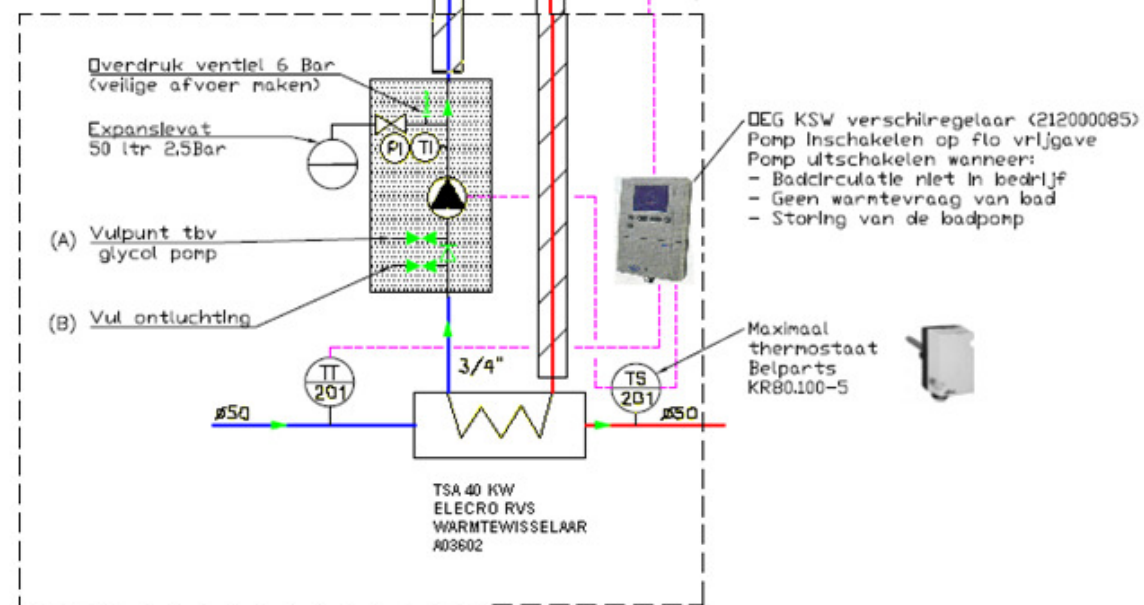 Overdruk ventiel 6 Bar
(veilige afvoer maken)
Expansievat
50 ltr 2.5Bar
PI
TI
(A) Vulpunt tbv
glycol pomp
(B) Vul ontluchting
OEG KSW verschilregelaar (212000085)
Pomp inschakelen op flo vrijgave
Pomp uitschakelen wanneer:
- Badcirculatie niet in bedrijf
- Geen warmtevraag van bad
- Storing van de badpomp
Maximaal
thermostaat
Belparts
KR80.100-5
3/4"
TT
201
TS
201
ø50
ø50
TSA 40 KW
ELECRO RVS
WARMTEWISSELAAR
A03602